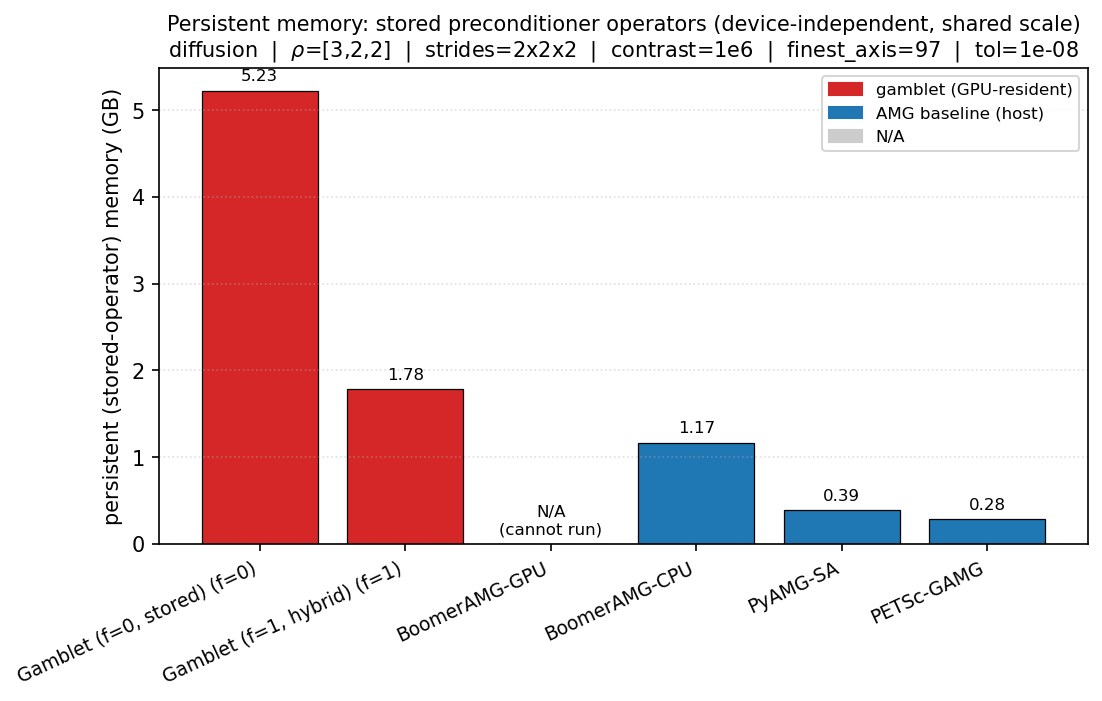 Persistent memory: stored preconditioner operators (device-independent, shared scale)
diffusion | ρ=[3,2,2] | strides=2x2x2 | contrast=1e6 | finest_axis=97 | tol=1e-08
persistent (stored-operator) memory (GB)
5
4
3
2
1
0
5.23
1.78
N/A
(cannot run)
1.17
0.39
0.28
gamblet (GPU-resident)
AMG baseline (host)
N/A
Gamblet (f=0, stored) (f=0)
Gamblet (f=1, hybrid) (f=1)
BoomerAMG-GPU
BoomerAMG-CPU
PyAMG-SA
PETSc-GAMG